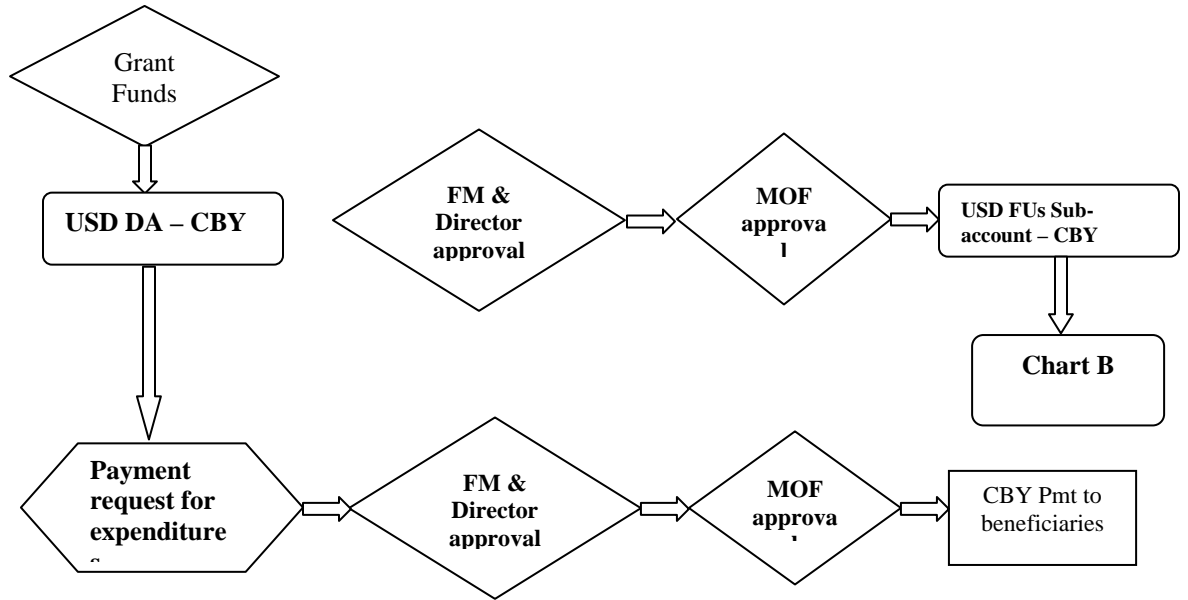 Grant
Funds
USD DA – CBY
FM &
Director
approval
MOF
approva
l
USD FUs Sub-
account – CBY
Chart B
Payment
request for
expenditure
s
FM &
Director
approval
MOF
approva
l
CBY Pmt to
beneficiaries